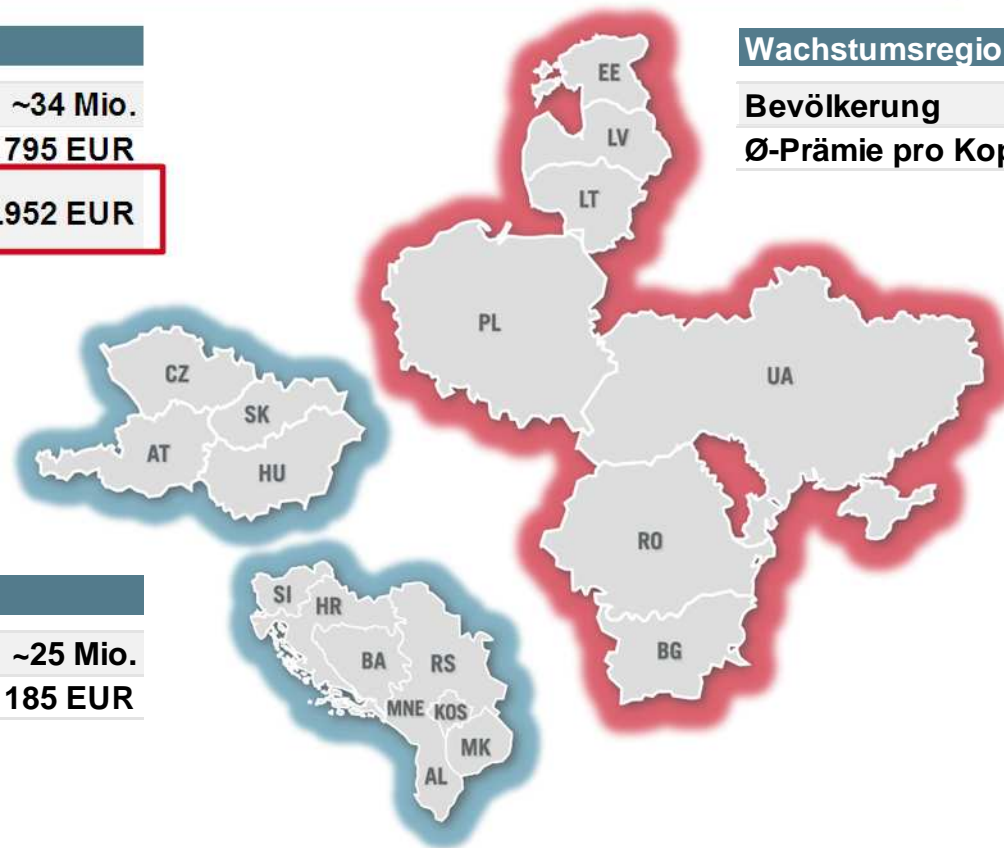 ~34 Mio.
795 EUR
.952 EUR
Wachstumsregio
Bevölkerung
Ø-Prämie pro Kop
EE
LV
LT
PL
UA
CZ
SK
AT
HU
RO
BG
~25 Mio.
185 EUR
SI
HR
BA
RS
MNE
KOS
MK
AL